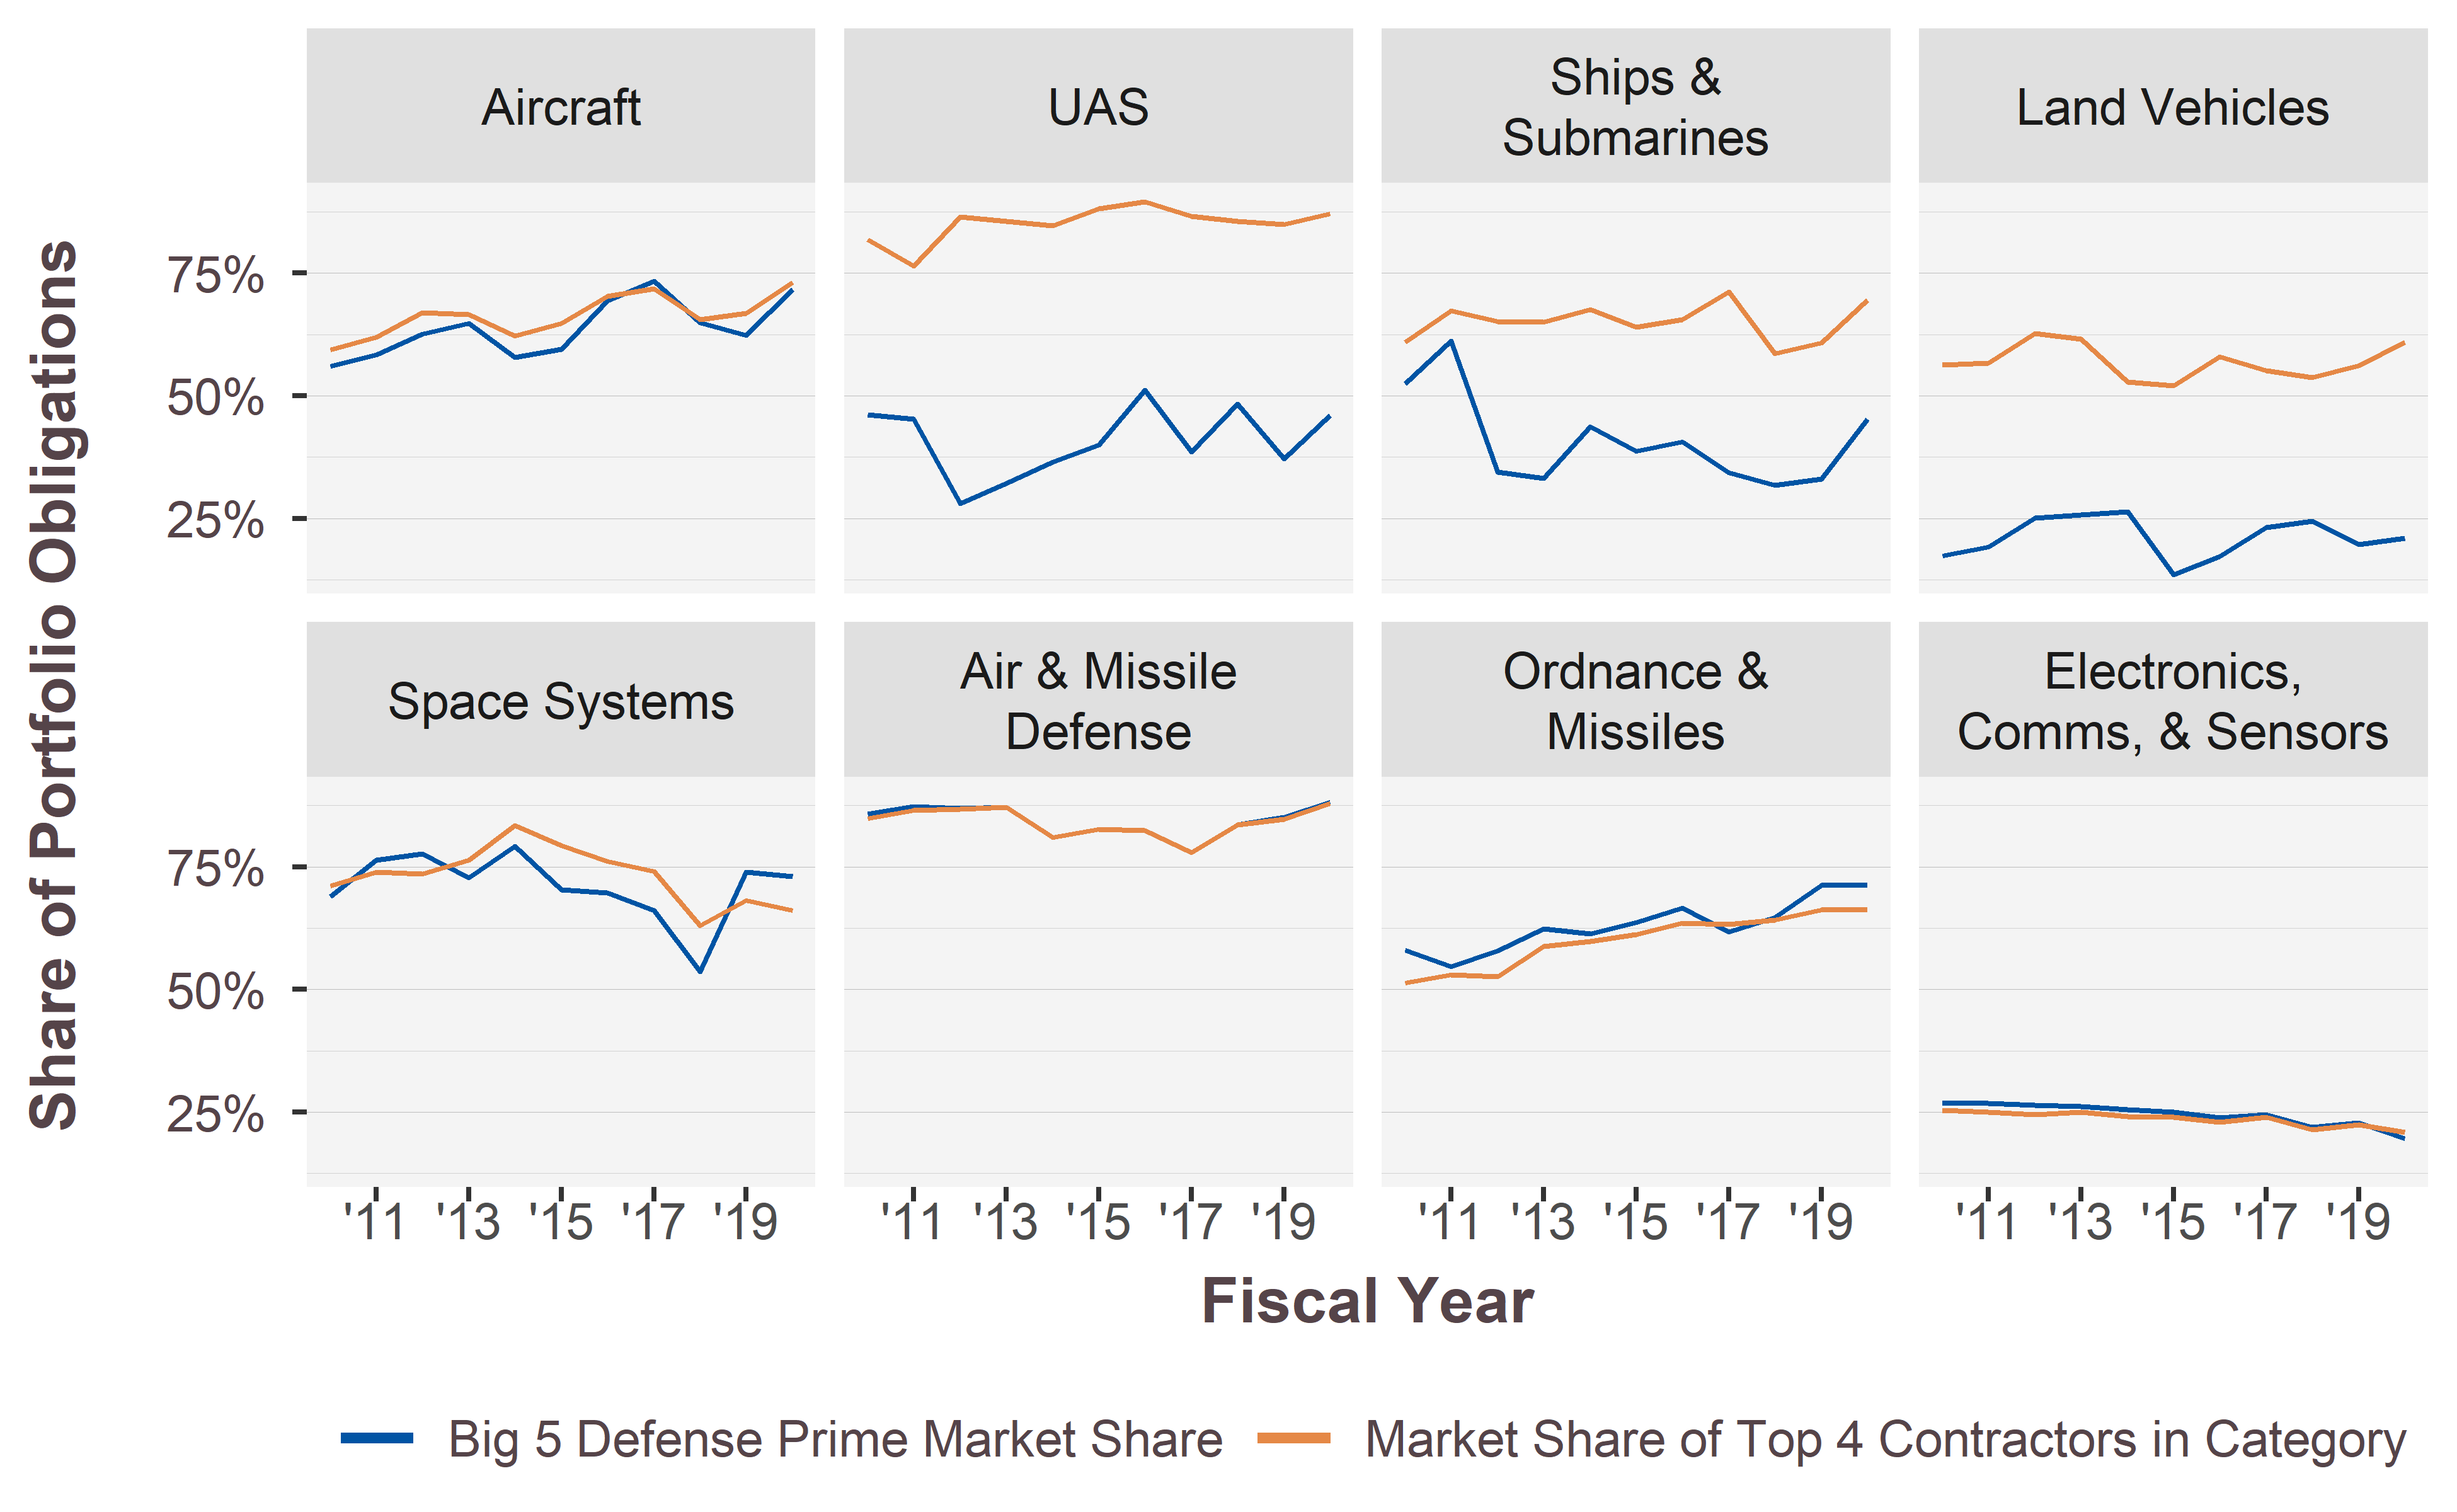 Aircraft
UAS
Ships &
Submarines
Land Vehicles
75%
50%
25%
Space Systems
Air & Missile
Defense
Ordnance &
Missiles
Electronics,
Comms, & Sensors
75%
50%
25%
'11 '13 '15 '17 '19
'11 '13 '15 '17 '19
'11 '13 '15 '17 '19
'11 '13 '15 '17 '19
Share of Portfolio Obligations
Fiscal Year
Big 5 Defense Prime Market Share
Market Share of Top 4 Contractors in Category